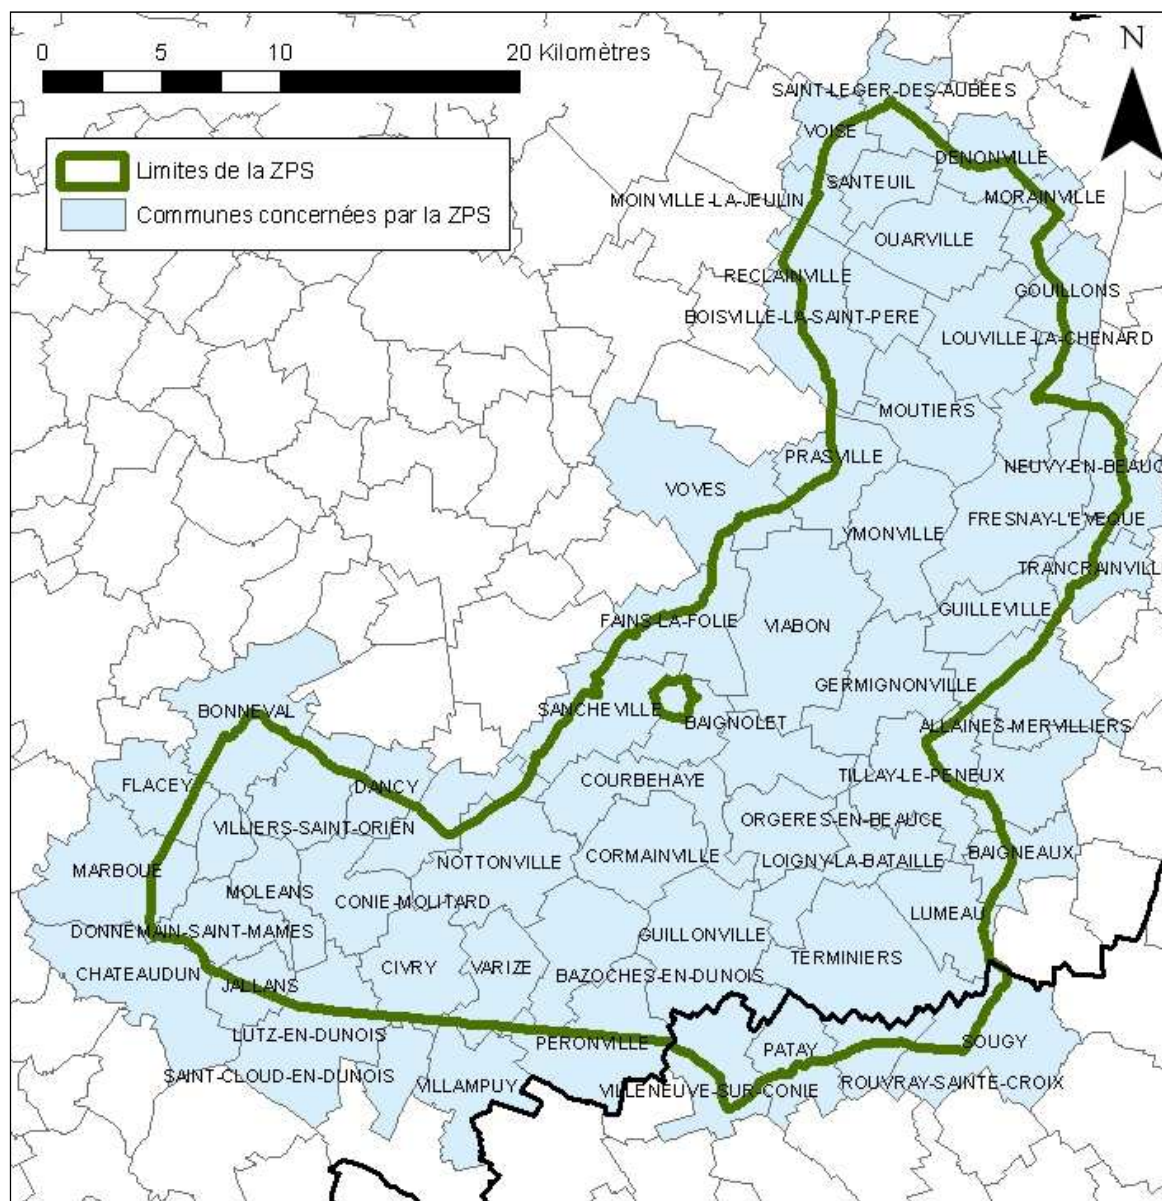 0 5 10 20 Kilomètres
N
Limites de la ZPS
Communes concernées par la ZPS
SAINT-LEGER-DES-AUBEES
VOISE
DENONVILLE
SANTEUIL
MOINVILLE-LA-JEULIN
MORAINVILLE
OUARVILLE
RECLAINVILLE
GOUILLONS
BOISVILLE-LA-SAINT-PERE
LOUVILLE-LA-CHENARD
MOUTIERS
PRASVILLE
NEUVY-EN-BEAUC
VOVES
FRESNAY-L'EVEQUE
YMONVILLE
TRANCRAINVILL
GUILLEVILLE
FAINS-LA-FOLIE
VIABON
GERMIGNONVILLE
BONNEVAL
SANCHEVILLE
BAIGNOLET
ALLAINES-MERVILLIERS
FLACEY
DANCY
COURBEHAYE
TILLAY-LE-PENEUX
VILLIERS-SAINT-ORIEN
ORGERES-EN-BEAUCE
NOTTONVILLE
CORMAINVILLE
LOIGNY-LA-BATAILLE
BAIGNEAUX
MARBOUE
MOLEANS
CONIE-MOLITARD
LUMEAU
DONNEMAIN-SAINT-MAMES
GUILLONVILLE
TERMINIERS
CHATEAUDUN
JALLANS
CIVRY
VARIZE
BAZOCHES-EN-DUNOIS
LUTZ-EN-DUNOIS
PERONVILLE
PATAY
SOUGY
SAINT-CLOUD-EN-DUNOIS
VILLAMPUY
VILLENEUVE-SUR-CONIE
ROUVRAY-SAINTE-CROIX